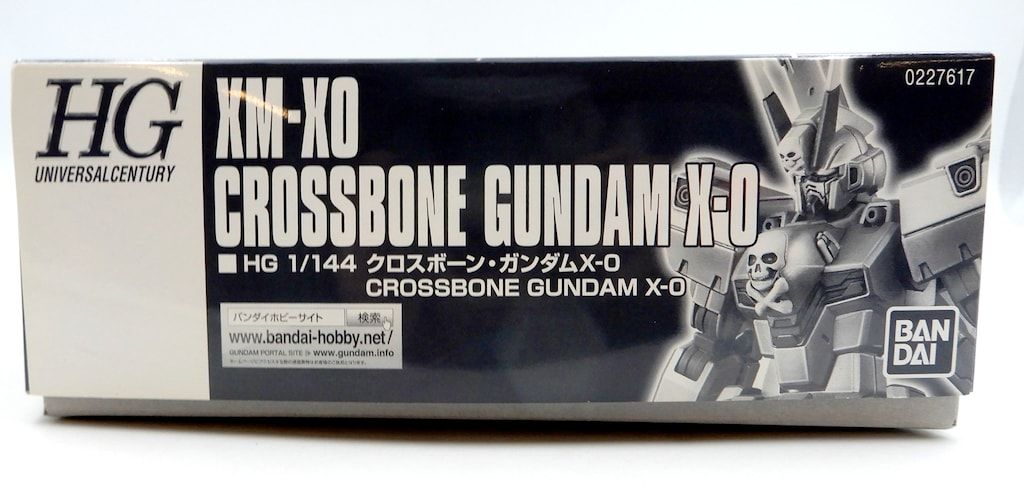 HG
UNIVERSAL CENTURY
XM-X0
CROSSBONE GUNDAM X-0
0227617
■ HG 1/144 クロスボーン・ガンダムX-0
CROSSBONE GUNDAM X-0
バンダイホビーサイト 検索
www.bandai-hobby.net/
GUNDAM PORTAL SITE ▶ www.gundam.info
BAN
DAI